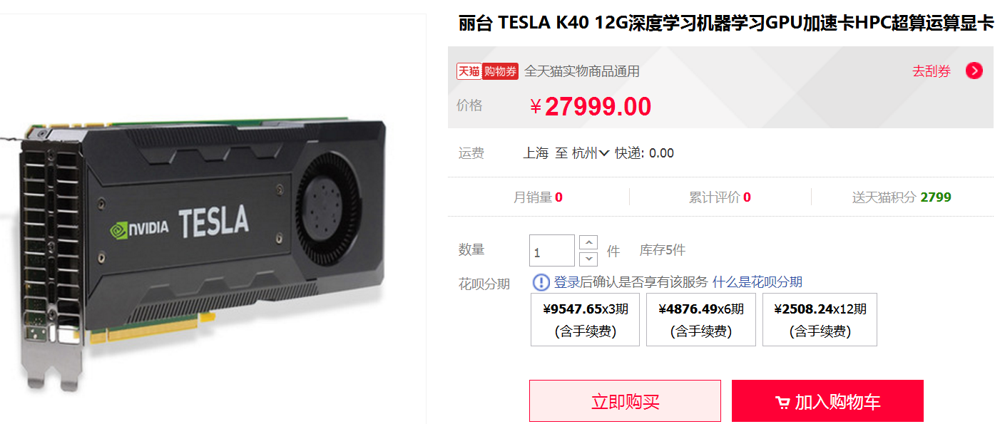 丽台 TESLA K40 12G深度学习机器学习GPU加速卡HPC超算运算显卡
天猫 购物券 全天猫实物商品通用 去刮券
价格 ¥27999.00
运费 上海 至 杭州 快递: 0.00
月销量 0 累计评价 0 送天猫积分 2799
NVIDIA TESLA
数量 1 件 库存5件
花呗分期 登录后确认是否享有该服务 什么是花呗分期
¥9547.65x3期 ¥4876.49x6期 ¥2508.24x12期
(含手续费) (含手续费) (含手续费)
立即购买 加入购物车